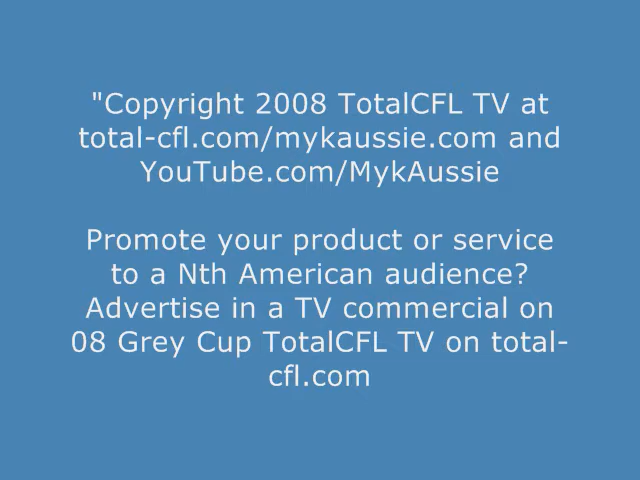 "Copyright 2008 TotalCFL TV at
total-cfl.com/mykaussie.com and
YouTube.com/MykAussie
Promote your product or service
to a Nth American audience?
Advertise in a TV commercial on
08 Grey Cup TotalCFL TV on total-
cfl.com